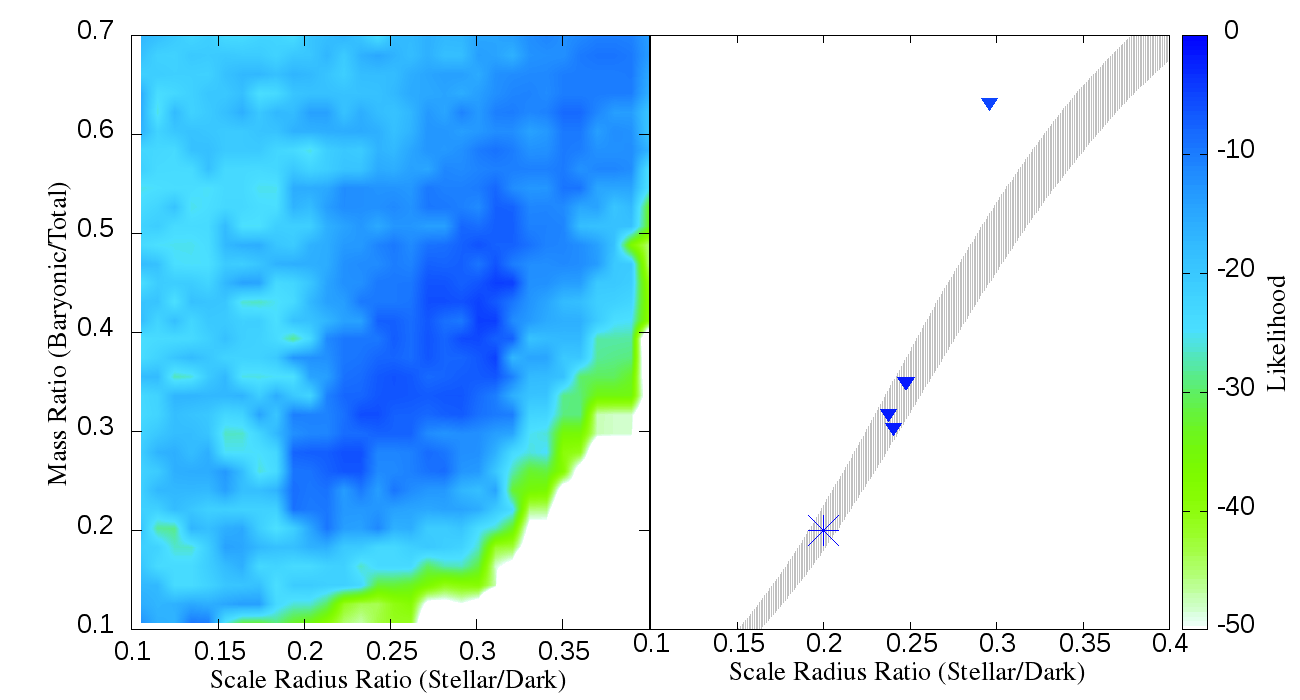 0.7
0.6
0.5
0.4
0.3
0.2
0.1
Mass Ratio (Baryonic/Total)
0.1 0.15 0.2 0.25 0.3 0.35
Scale Radius Ratio (Stellar/Dark)
0.1 0.15 0.2 0.25 0.3 0.35 0.4
Scale Radius Ratio (Stellar/Dark)
0
-10
-20
-30
-40
-50
Likelihood